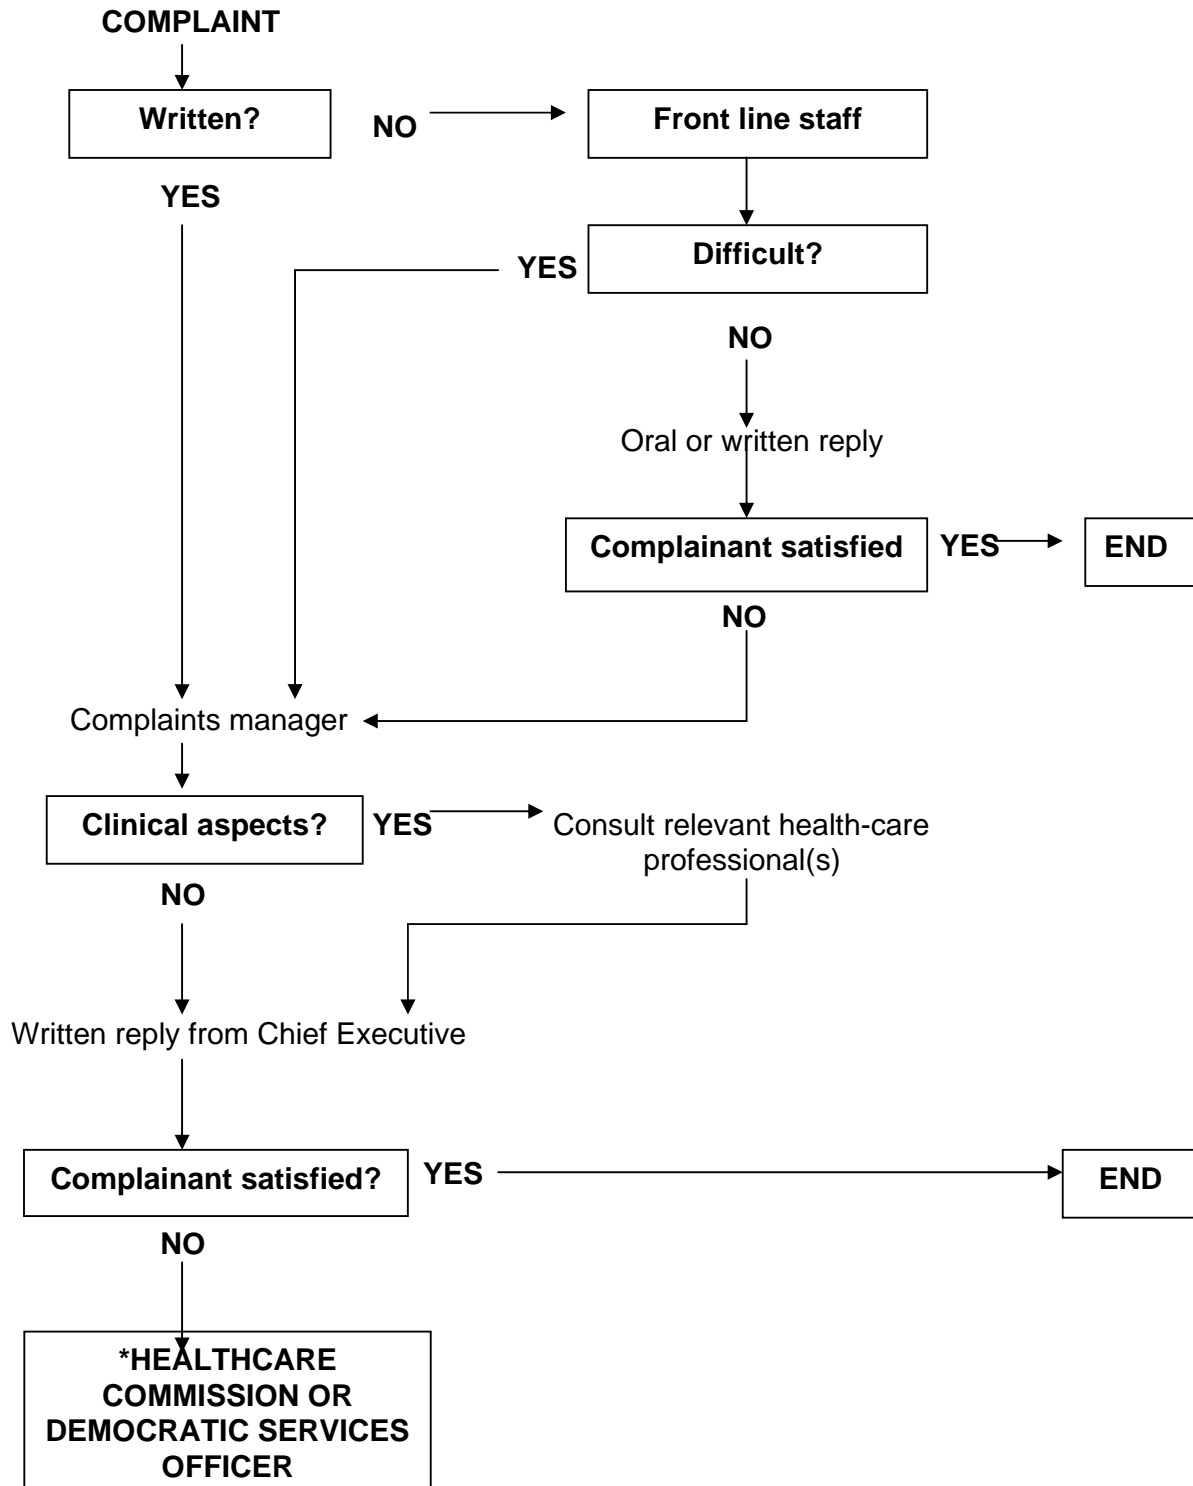 COMPLAINT
Written?
NO
Front line staff
YES
Difficult?
YES
NO
Oral or written reply
Complainant satisfied
YES
END
NO
Complaints manager
Clinical aspects?
YES
Consult relevant health-care
professional(s)
NO
Written reply from Chief Executive
Complainant satisfied?
YES
END
NO
*HEALTHCARE
COMMISSION OR
DEMOCRATIC SERVICES
OFFICER